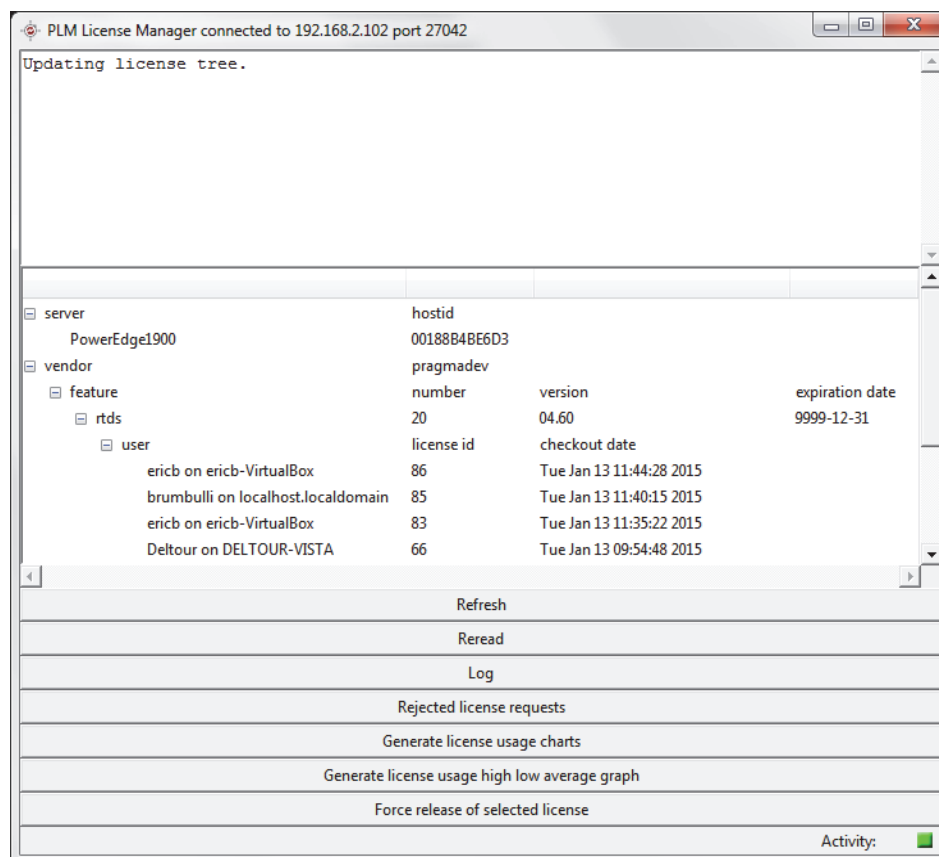 PLM License Manager connected to 192.168.2.102 port 27042
Updating license tree.
server hostid
PowerEdge1900 00188B4BE6D3
vendor pragmadev
feature number version expiration date
rtds 20 04.60 9999-12-31
user license id checkout date
ericb on ericb-VirtualBox 86 Tue Jan 13 11:44:28 2015
brumbulli on localhost.localdomain 85 Tue Jan 13 11:40:15 2015
ericb on ericb-VirtualBox 83 Tue Jan 13 11:35:22 2015
Deltour on DELTOUR-VISTA 66 Tue Jan 13 09:54:48 2015
Refresh
Reread
Log
Rejected license requests
Generate license usage charts
Generate license usage high low average graph
Force release of selected license
Activity: